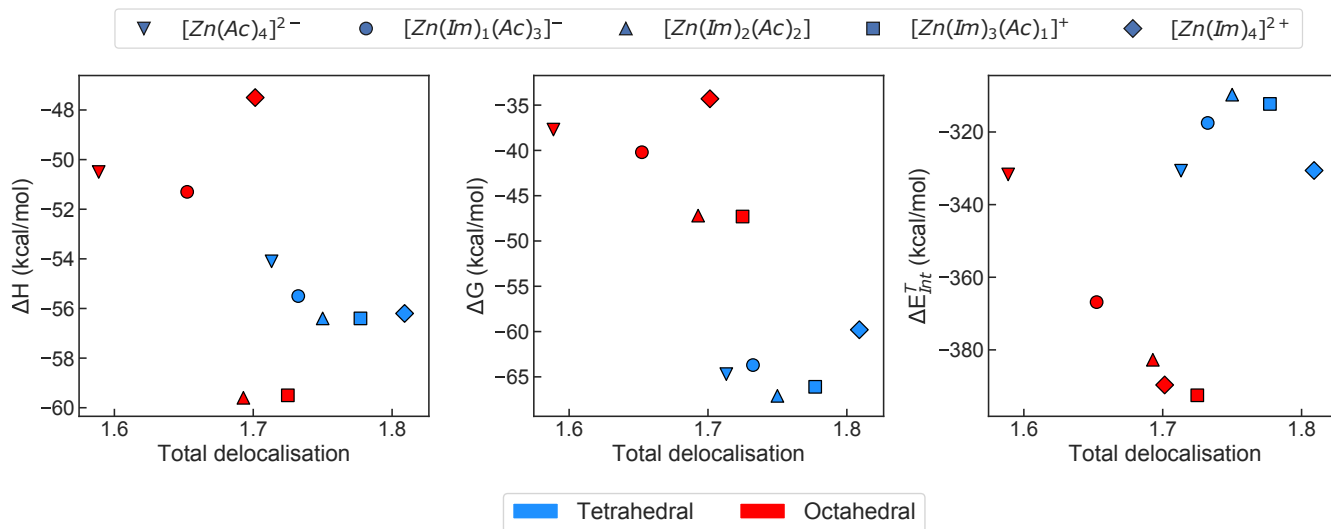 [Zn(Ac)₄]²⁻ [Zn(Im)₁(Ac)₃]⁻ [Zn(Im)₂(Ac)₂] [Zn(Im)₃(Ac)₁]⁺ [Zn(Im)₄]²⁺
ΔH (kcal/mol)
−48
−50
−52
−54
−56
−58
−60
1.6 1.7 1.8
Total delocalisation
ΔG (kcal/mol)
−35
−40
−45
−50
−55
−60
−65
1.6 1.7 1.8
Total delocalisation
ΔE^T_Int (kcal/mol)
−320
−340
−360
−380
1.6 1.7 1.8
Total delocalisation
Tetrahedral Octahedral